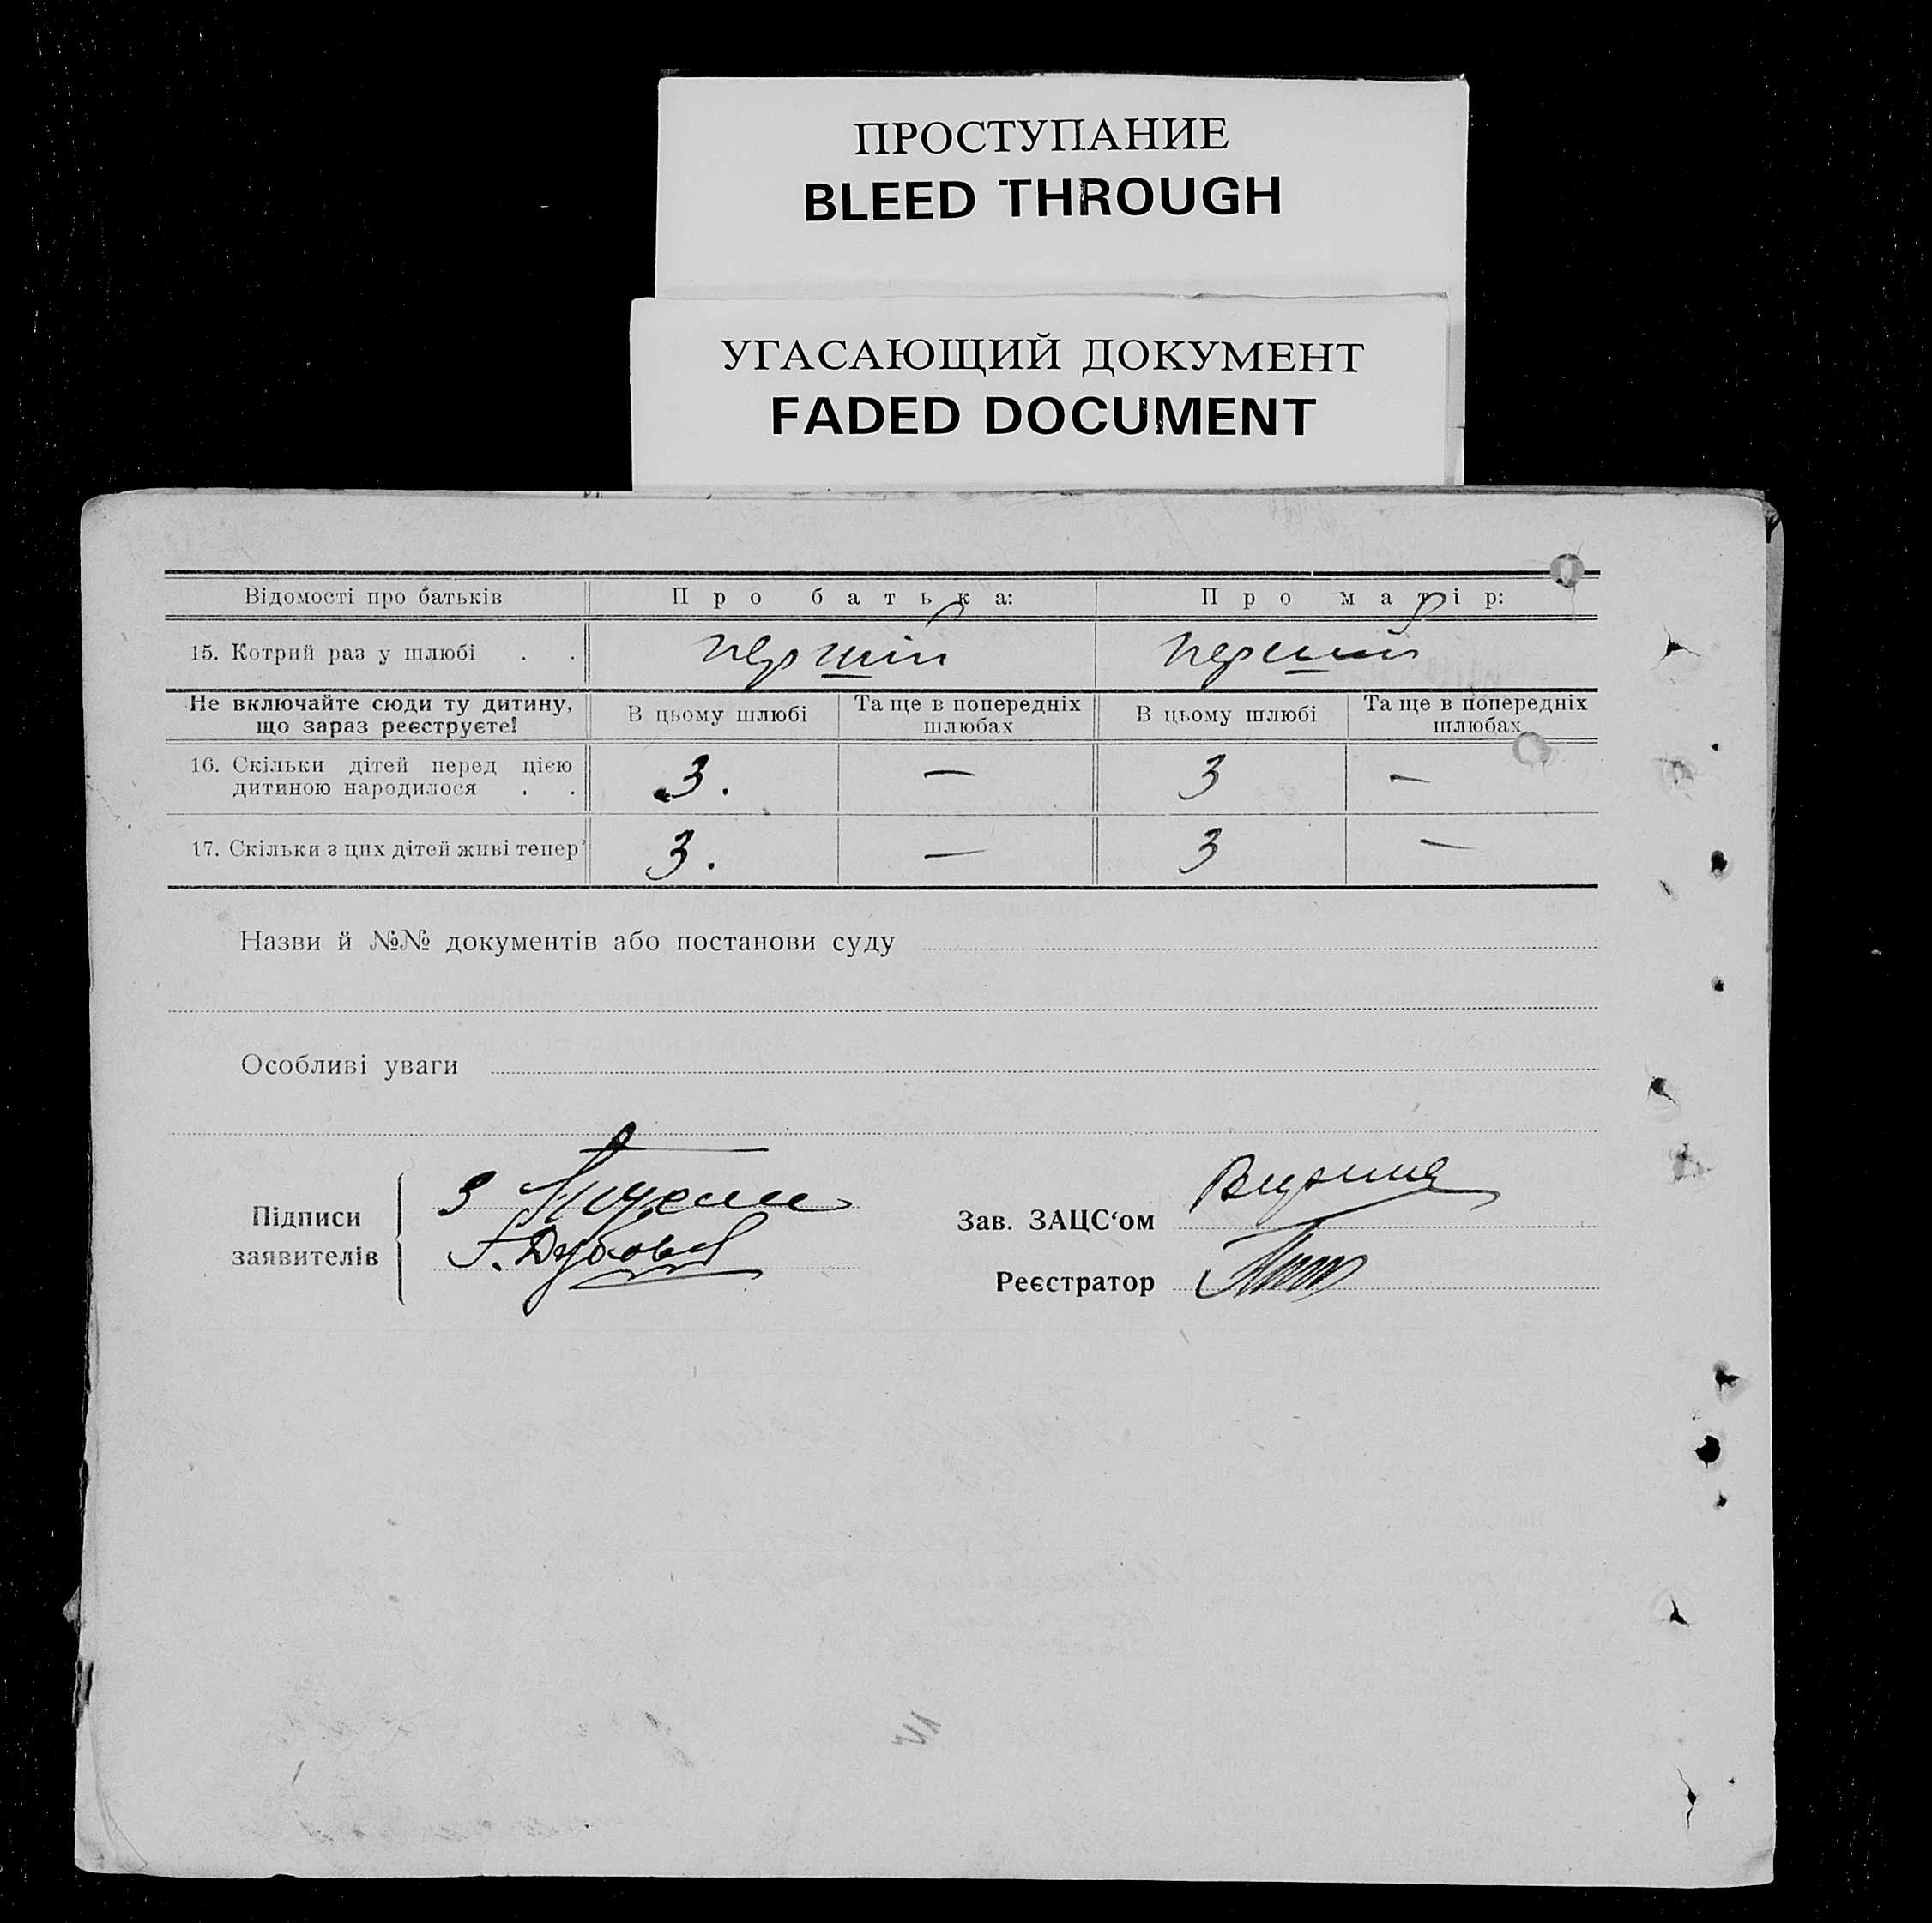 ПРОСТУПАНИЕ
BLEED THROUGH
УГАСАЮЩИЙ ДОКУМЕНТ
FADED DOCUMENT
Відомості про батьків Про батька: Про матір:
15. Котрий раз у шлюбі . . перший перший
Не включайте сюди ту дитину, що зараз реєструєте! В цьому шлюбі Та ще в попередніх шлюбах В цьому шлюбі Та ще в попередніх шлюбах
16. Скільки дітей перед цією дитиною народилося . . 3. — 3 —
17. Скільки з цих дітей живі тепер 3. — 3 —
Назви й №№ документів або постанови суду
Особливі уваги
Підписи заявителів
Зав. ЗАЦС‘ом
Реєстратор